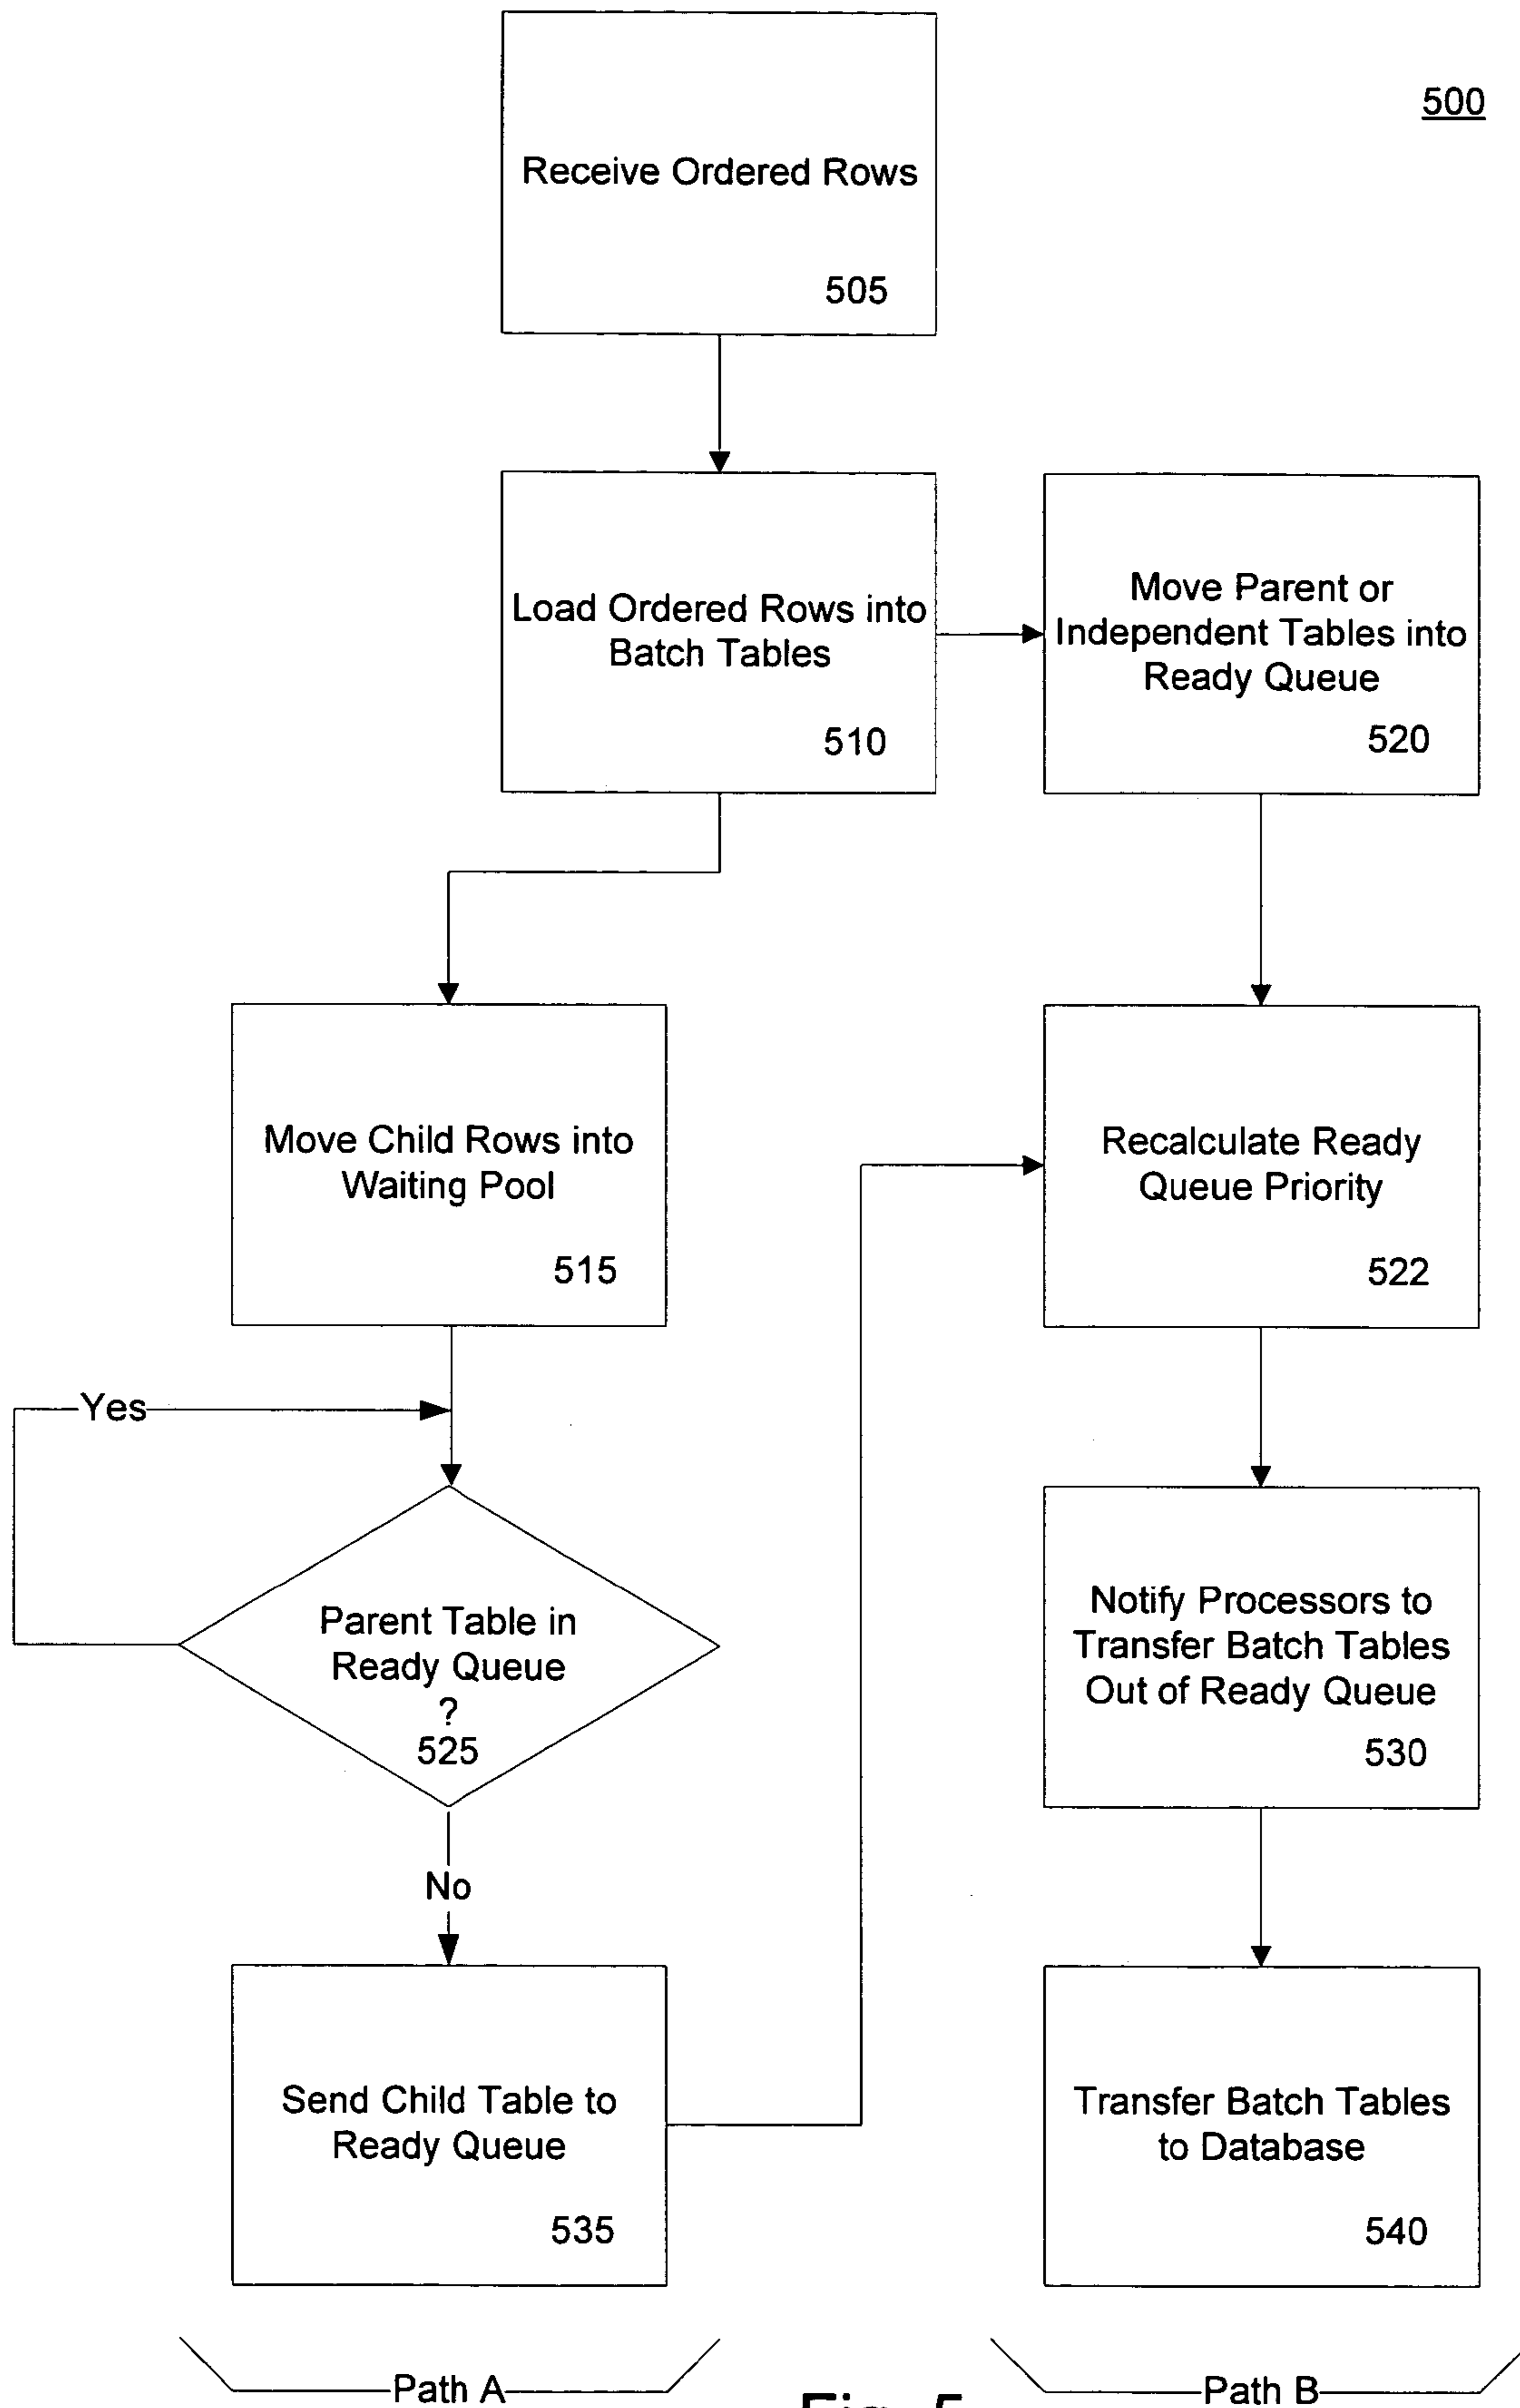 500
Receive Ordered Rows
505
Load Ordered Rows into
Batch Tables
510
Move Parent or
Independent Tables into
Ready Queue
520
Move Child Rows into
Waiting Pool
515
Recalculate Ready
Queue Priority
522
Yes
Parent Table in
Ready Queue
?
525
No
Notify Processors to
Transfer Batch Tables
Out of Ready Queue
530
Send Child Table to
Ready Queue
535
Transfer Batch Tables
to Database
540
Path A
Path B
Fig. 5